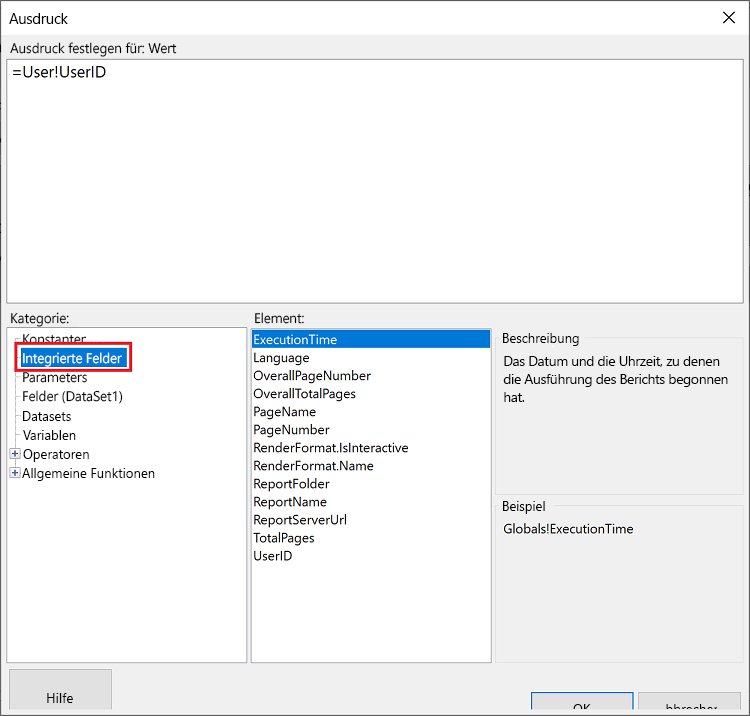 Ausdruck
Ausdruck festlegen für: Wert
=User!UserID
Kategorie:
Konstanten
Integrierte Felder
Parameters
Felder (DataSet1)
Datasets
Variablen
Operatoren
Allgemeine Funktionen
Element:
ExecutionTime
Language
OverallPageNumber
OverallTotalPages
PageName
PageNumber
RenderFormat.IsInteractive
RenderFormat.Name
ReportFolder
ReportName
ReportServerUrl
TotalPages
UserID
Beschreibung
Das Datum und die Uhrzeit, zu denen
die Ausführung des Berichts begonnen
hat.
Beispiel
Globals!ExecutionTime
Hilfe
OK